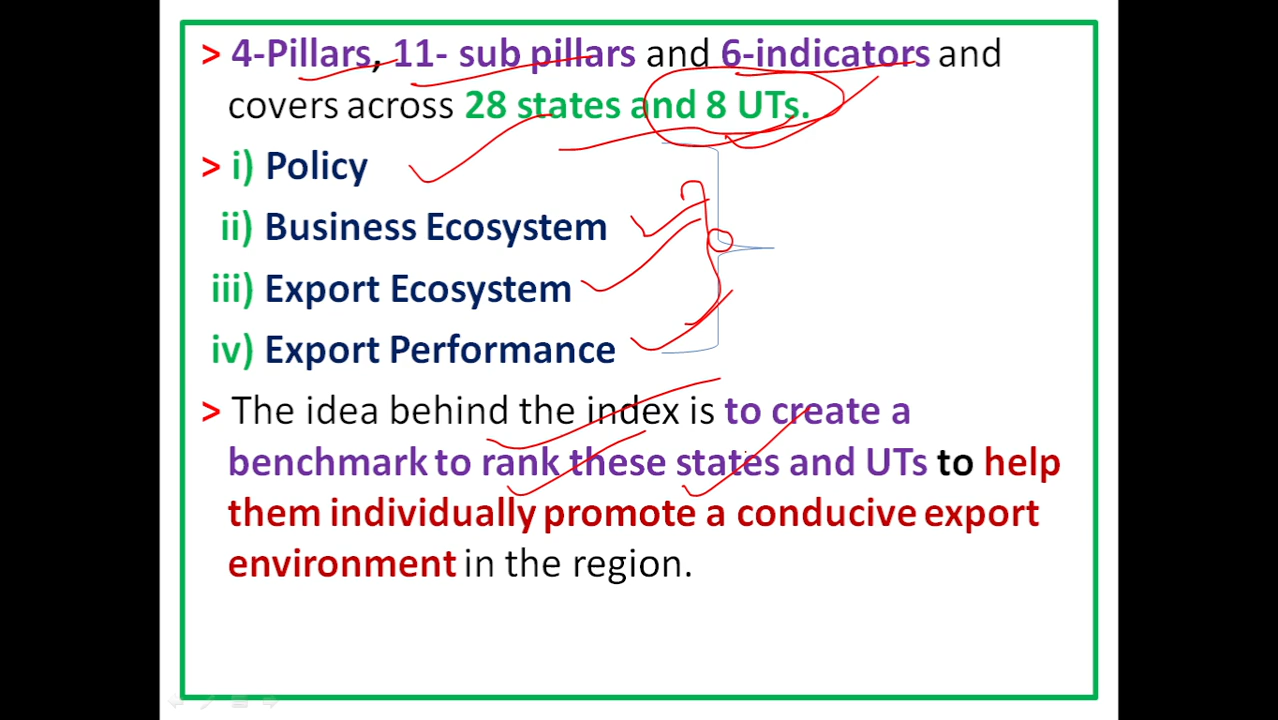 > 4-Pillars, 11- sub pillars and 6-indicators and
covers across 28 states and 8 UTs.
> i) Policy
ii) Business Ecosystem
iii) Export Ecosystem
iv) Export Performance
> The idea behind the index is to create a
benchmark to rank these states and UTs to help
them individually promote a conducive export
environment in the region.